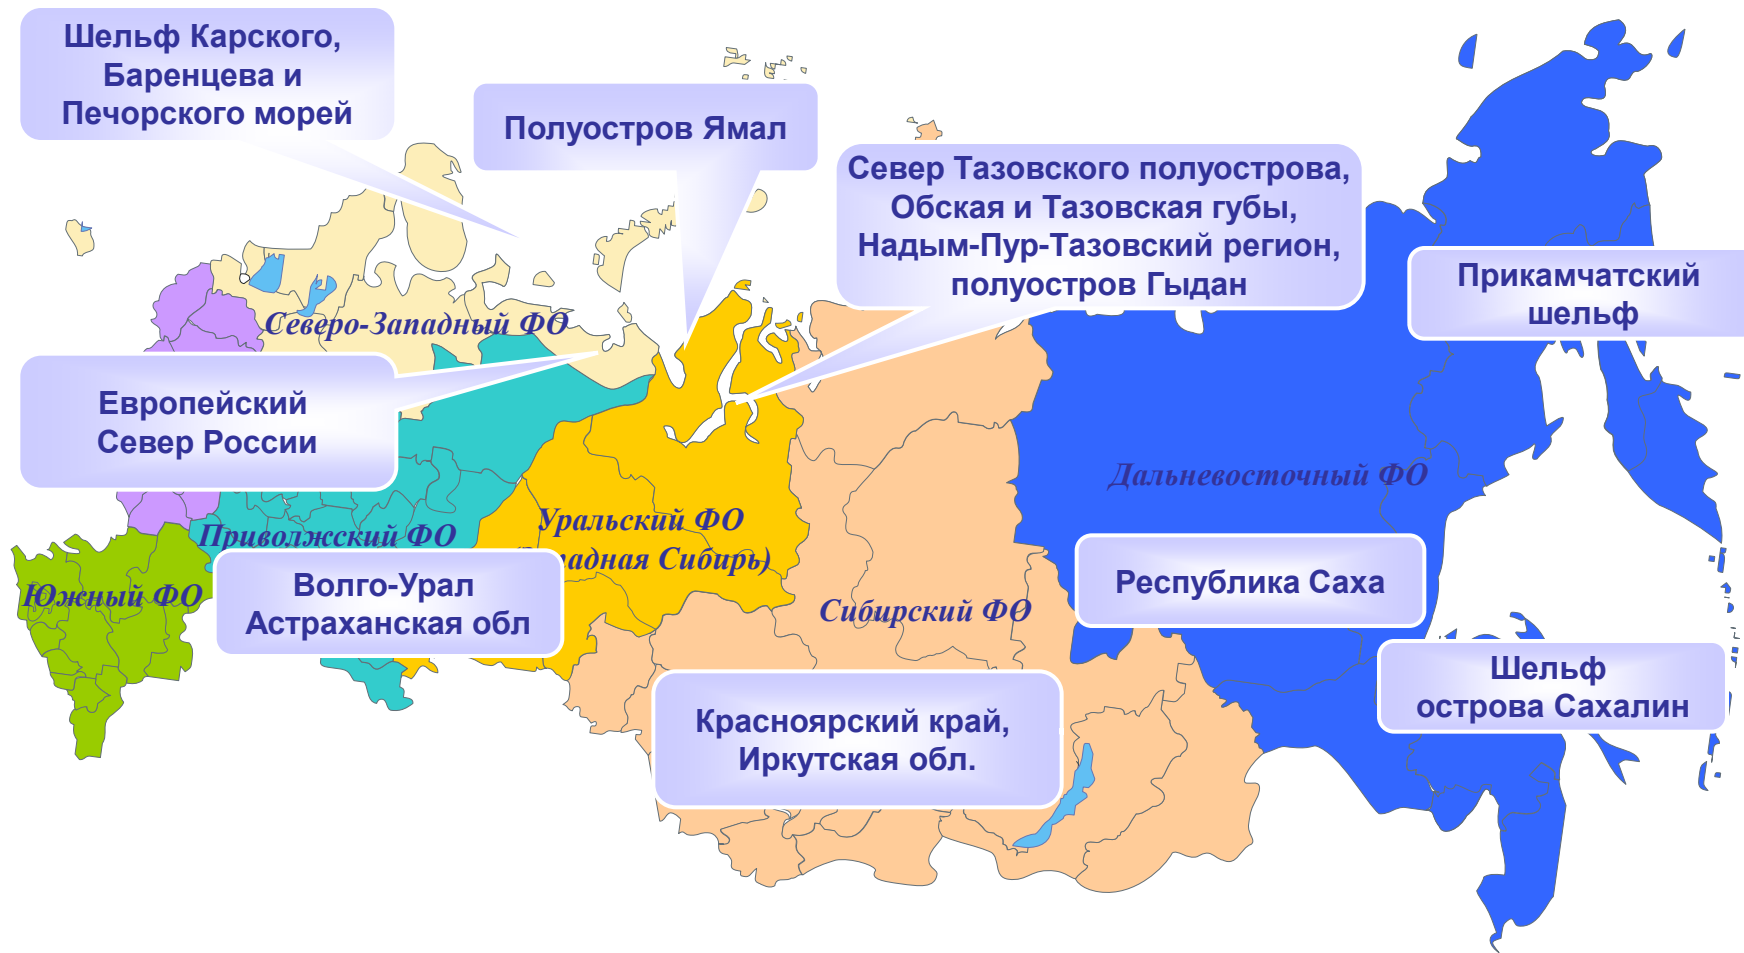 Шельф Карского,
Баренцева и
Печорского морей
Полуостров Ямал
Север Тазовского полуострова,
Обская и Тазовская губы,
Надым-Пур-Тазовский регион,
полуостров Гыдан
Прикамчатский
шельф
Северо-Западный ФО
Европейский
Север России
Дальневосточный ФО
Приволжский ФО
Уральский ФО
Сибирь)
Волго-Урал
Астраханская обл
Южный ФО
Республика Саха
Сибирский ФО
Шельф
острова Сахалин
Красноярский край,
Иркутская обл.